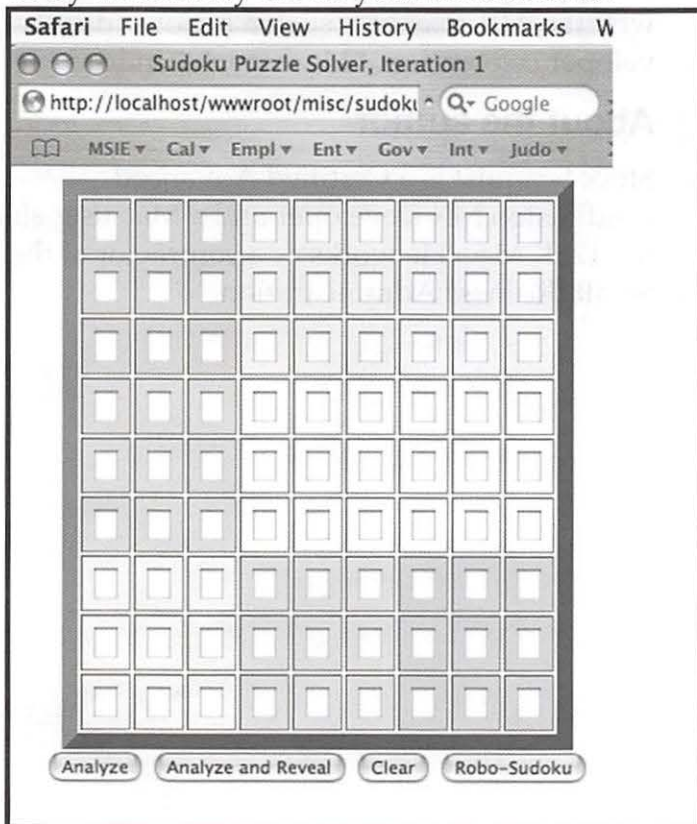 Safari File Edit View History Bookmarks W
Sudoku Puzzle Solver, Iteration 1
http://localhost/wwwroot/misc/sudoku Google
MSIE Cal Empl Ent Gov Int Judo
Analyze Analyze and Reveal Clear Robo-Sudoku